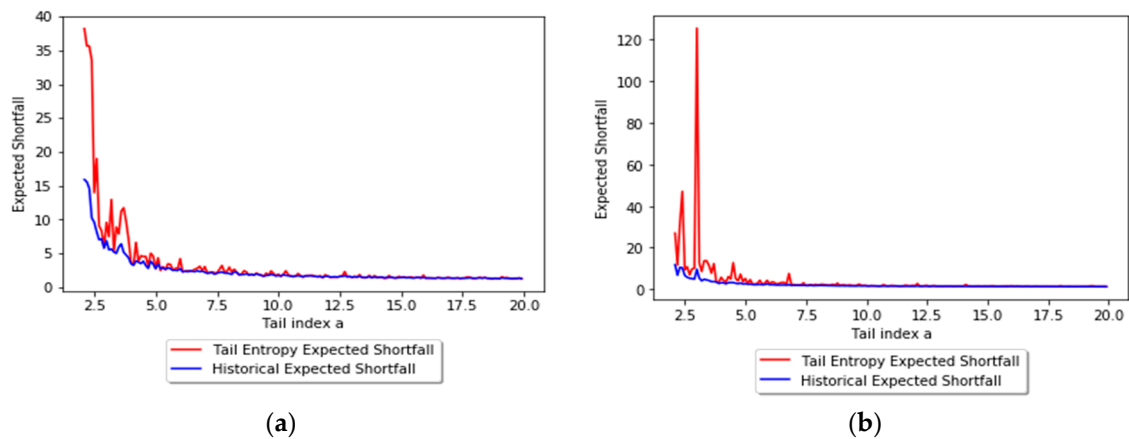 40
35
30
25
20
15
10
5
0
Expected Shortfall
2.5 5.0 7.5 10.0 12.5 15.0 17.5 20.0
Tail index a
Tail Entropy Expected Shortfall
Historical Expected Shortfall
(a)
120
100
80
60
40
20
0
Expected Shortfall
2.5 5.0 7.5 10.0 12.5 15.0 17.5 20.0
Tail index a
Tail Entropy Expected Shortfall
Historical Expected Shortfall
(b)